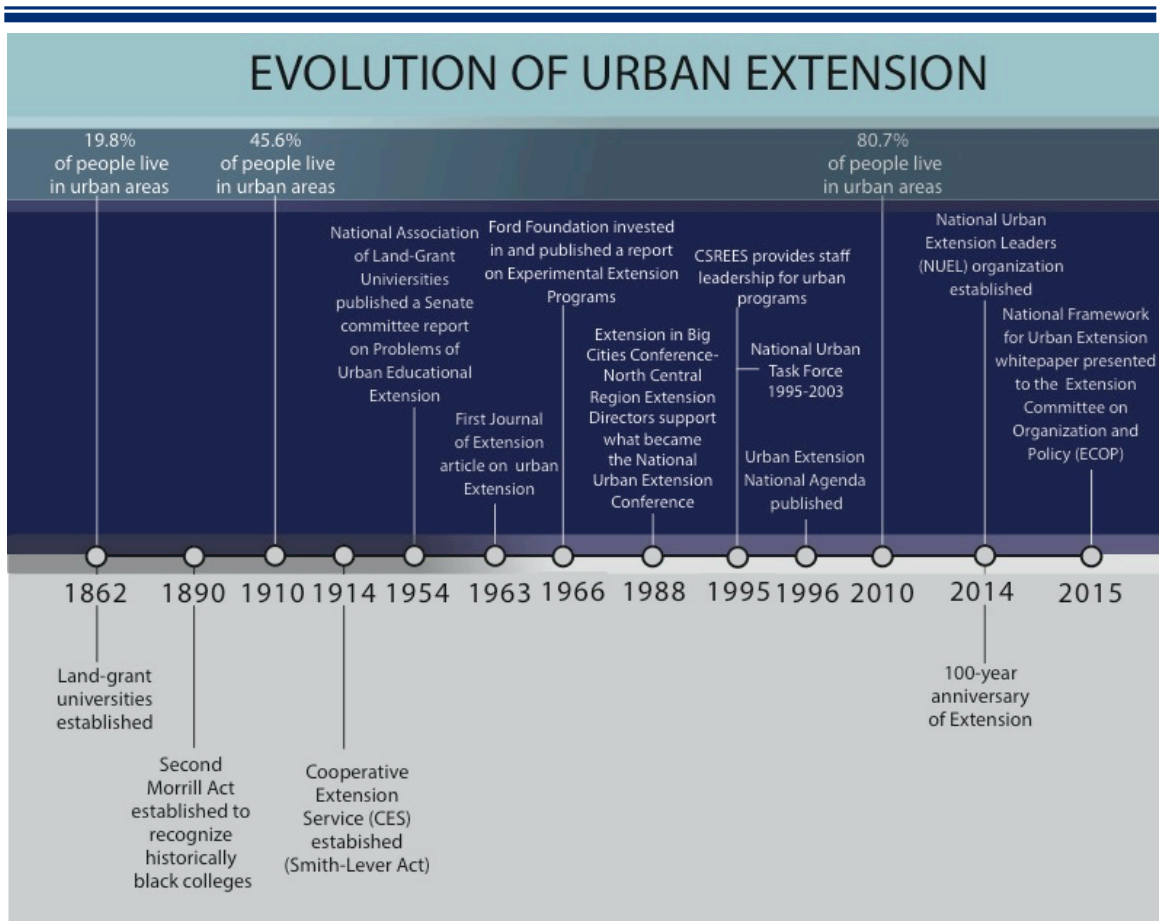 EVOLUTION OF URBAN EXTENSION
19.8%
of people live
in urban areas
45.6%
of people live
in urban areas
80.7%
of people live
in urban areas
National Association
of Land-Grant
Univiersities
published a Senate
committee report
on Problems of
Urban Educational
Extension
First Journal
of Extension
article on urban
Extension
Ford Foundation invested
in and published a report
on Experimental Extension
Programs
Extension in Big
Cities Conference-
North Central
Region Extension
Directors support
what became
the National
Urban Extension
Conference
CSREES provides staff
leadership for urban
programs
National Urban
Task Force
1995-2003
Urban Extension
National Agenda
published
National Urban
Extension Leaders
(NUEL) organization
established
National Framework
for Urban Extension
whitepaper presented
to the Extension
Committee on
Organization and
Policy (ECOP)
1862 1890 1910 1914 1954 1963 1966 1988 1995 1996 2010 2014 2015
Land-grant
universities
established
Second
Morrill Act
established to
recognize
historically
black colleges
Cooperative
Extension
Service (CES)
estabished
(Smith-Lever Act)
100-year
anniversary
of Extension